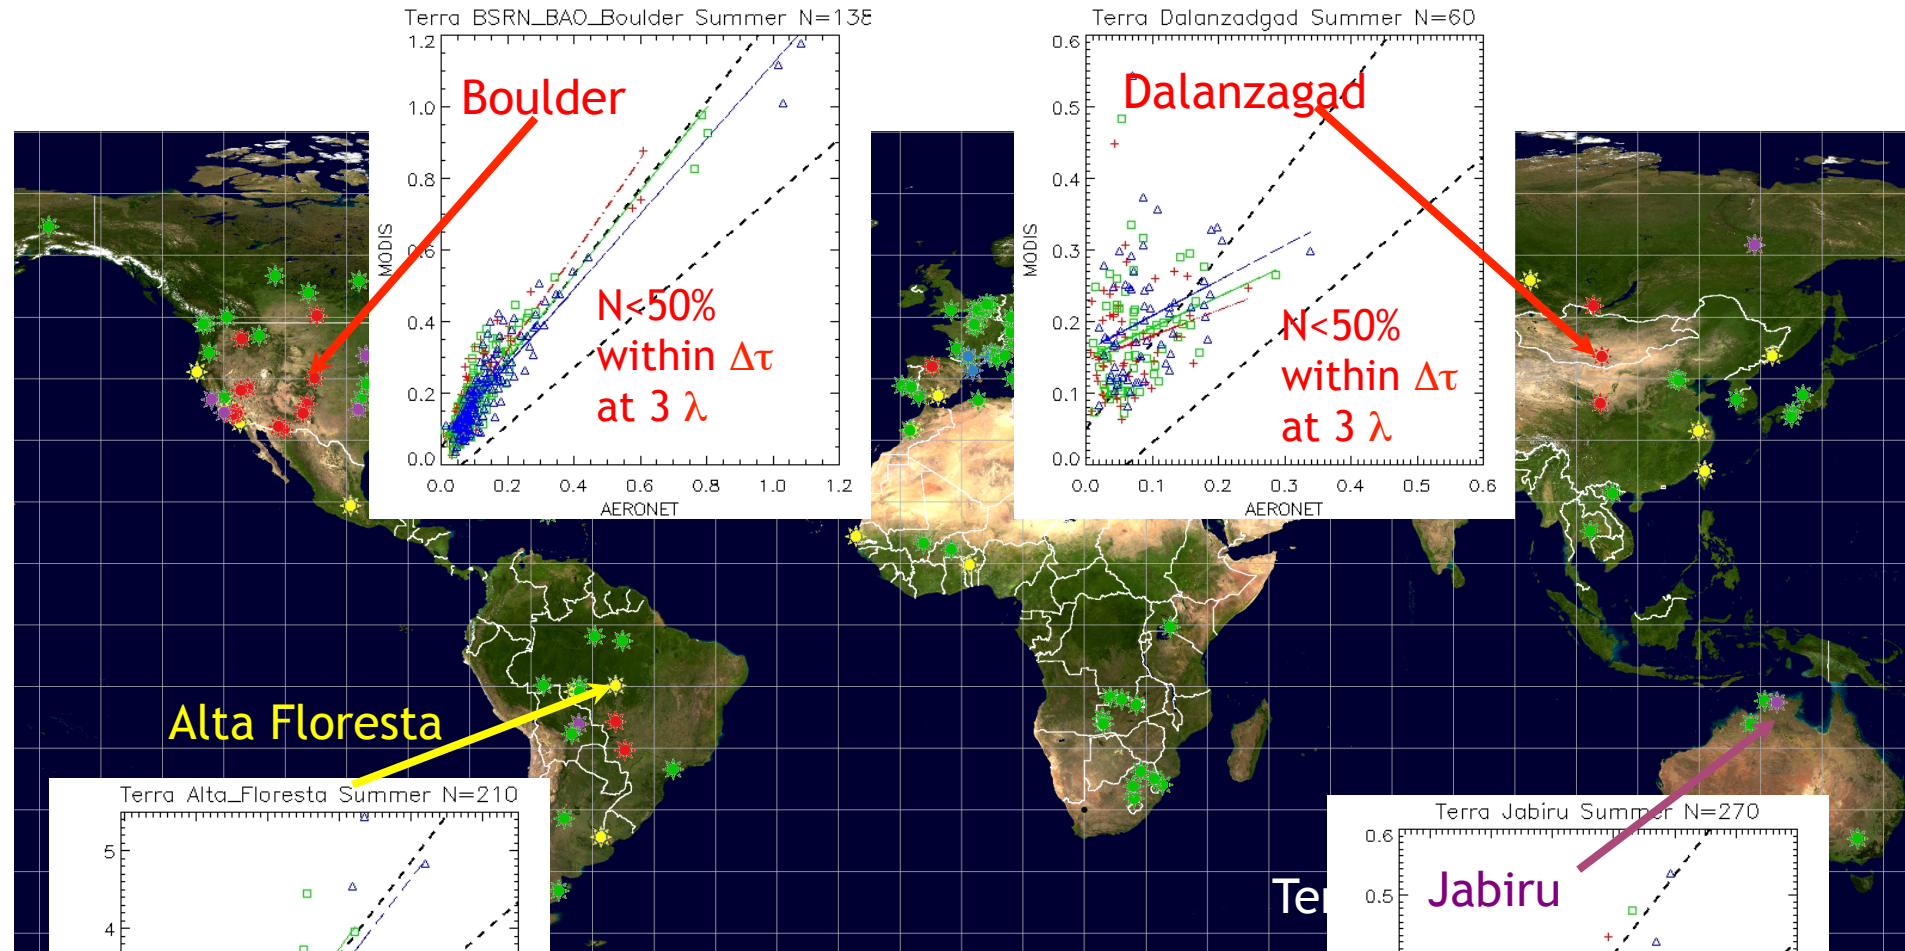 Terra BSRN_BAO_Boulder Summer N=138
1.2
1.0
0.8
0.6
0.4
0.2
0.0
MODIS
Boulder
N<50%
within Δτ
at 3 λ
0.0 0.2 0.4 0.6 0.8 1.0 1.2
AERONET
Terra Dalanzadgad Summer N=60
0.6
0.5
0.4
0.3
0.2
0.1
0.0
MODIS
Dalanzagad
N<50%
within Δτ
at 3 λ
0.0 0.1 0.2 0.3 0.4 0.5 0.6
AERONET
Alta Floresta
Terra Alta_Floresta Summer N=210
5
4
Te
Terra Jabiru Summer N=270
0.6
0.5
Jabiru